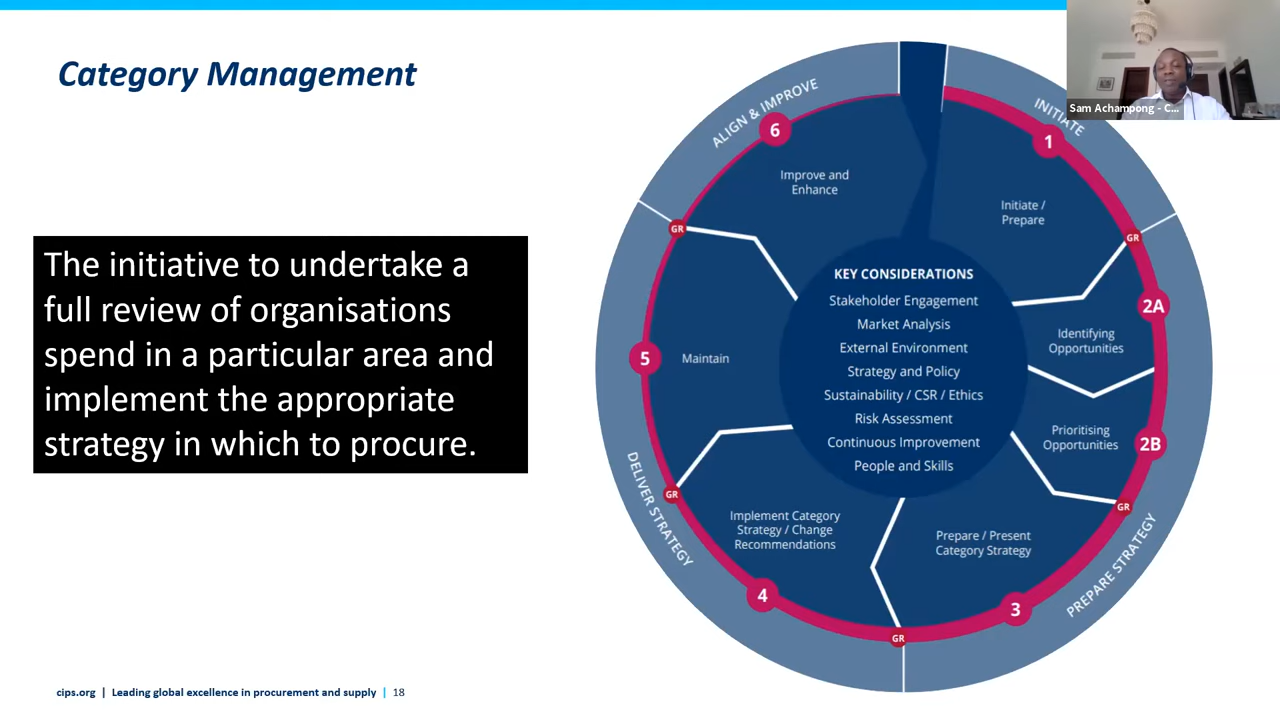 Category Management
The initiative to undertake a
full review of organisations
spend in a particular area and
implement the appropriate
strategy in which to procure.
INITIATE
1
Initiate /
Prepare
GR
2A
Identifying
Opportunities
2B
Prioritising
Opportunities
GR
PREPARE STRATEGY
3
Prepare / Present
Category Strategy
GR
4
Implement Category
Strategy / Change
Recommendations
DELIVER STRATEGY
GR
5
Maintain
GR
6
Improve and
Enhance
ALIGN & IMPROVE
KEY CONSIDERATIONS
Stakeholder Engagement
Market Analysis
External Environment
Strategy and Policy
Sustainability / CSR / Ethics
Risk Assessment
Continuous Improvement
People and Skills
Sam Achampong - C...
cips.org | Leading global excellence in procurement and supply | 18